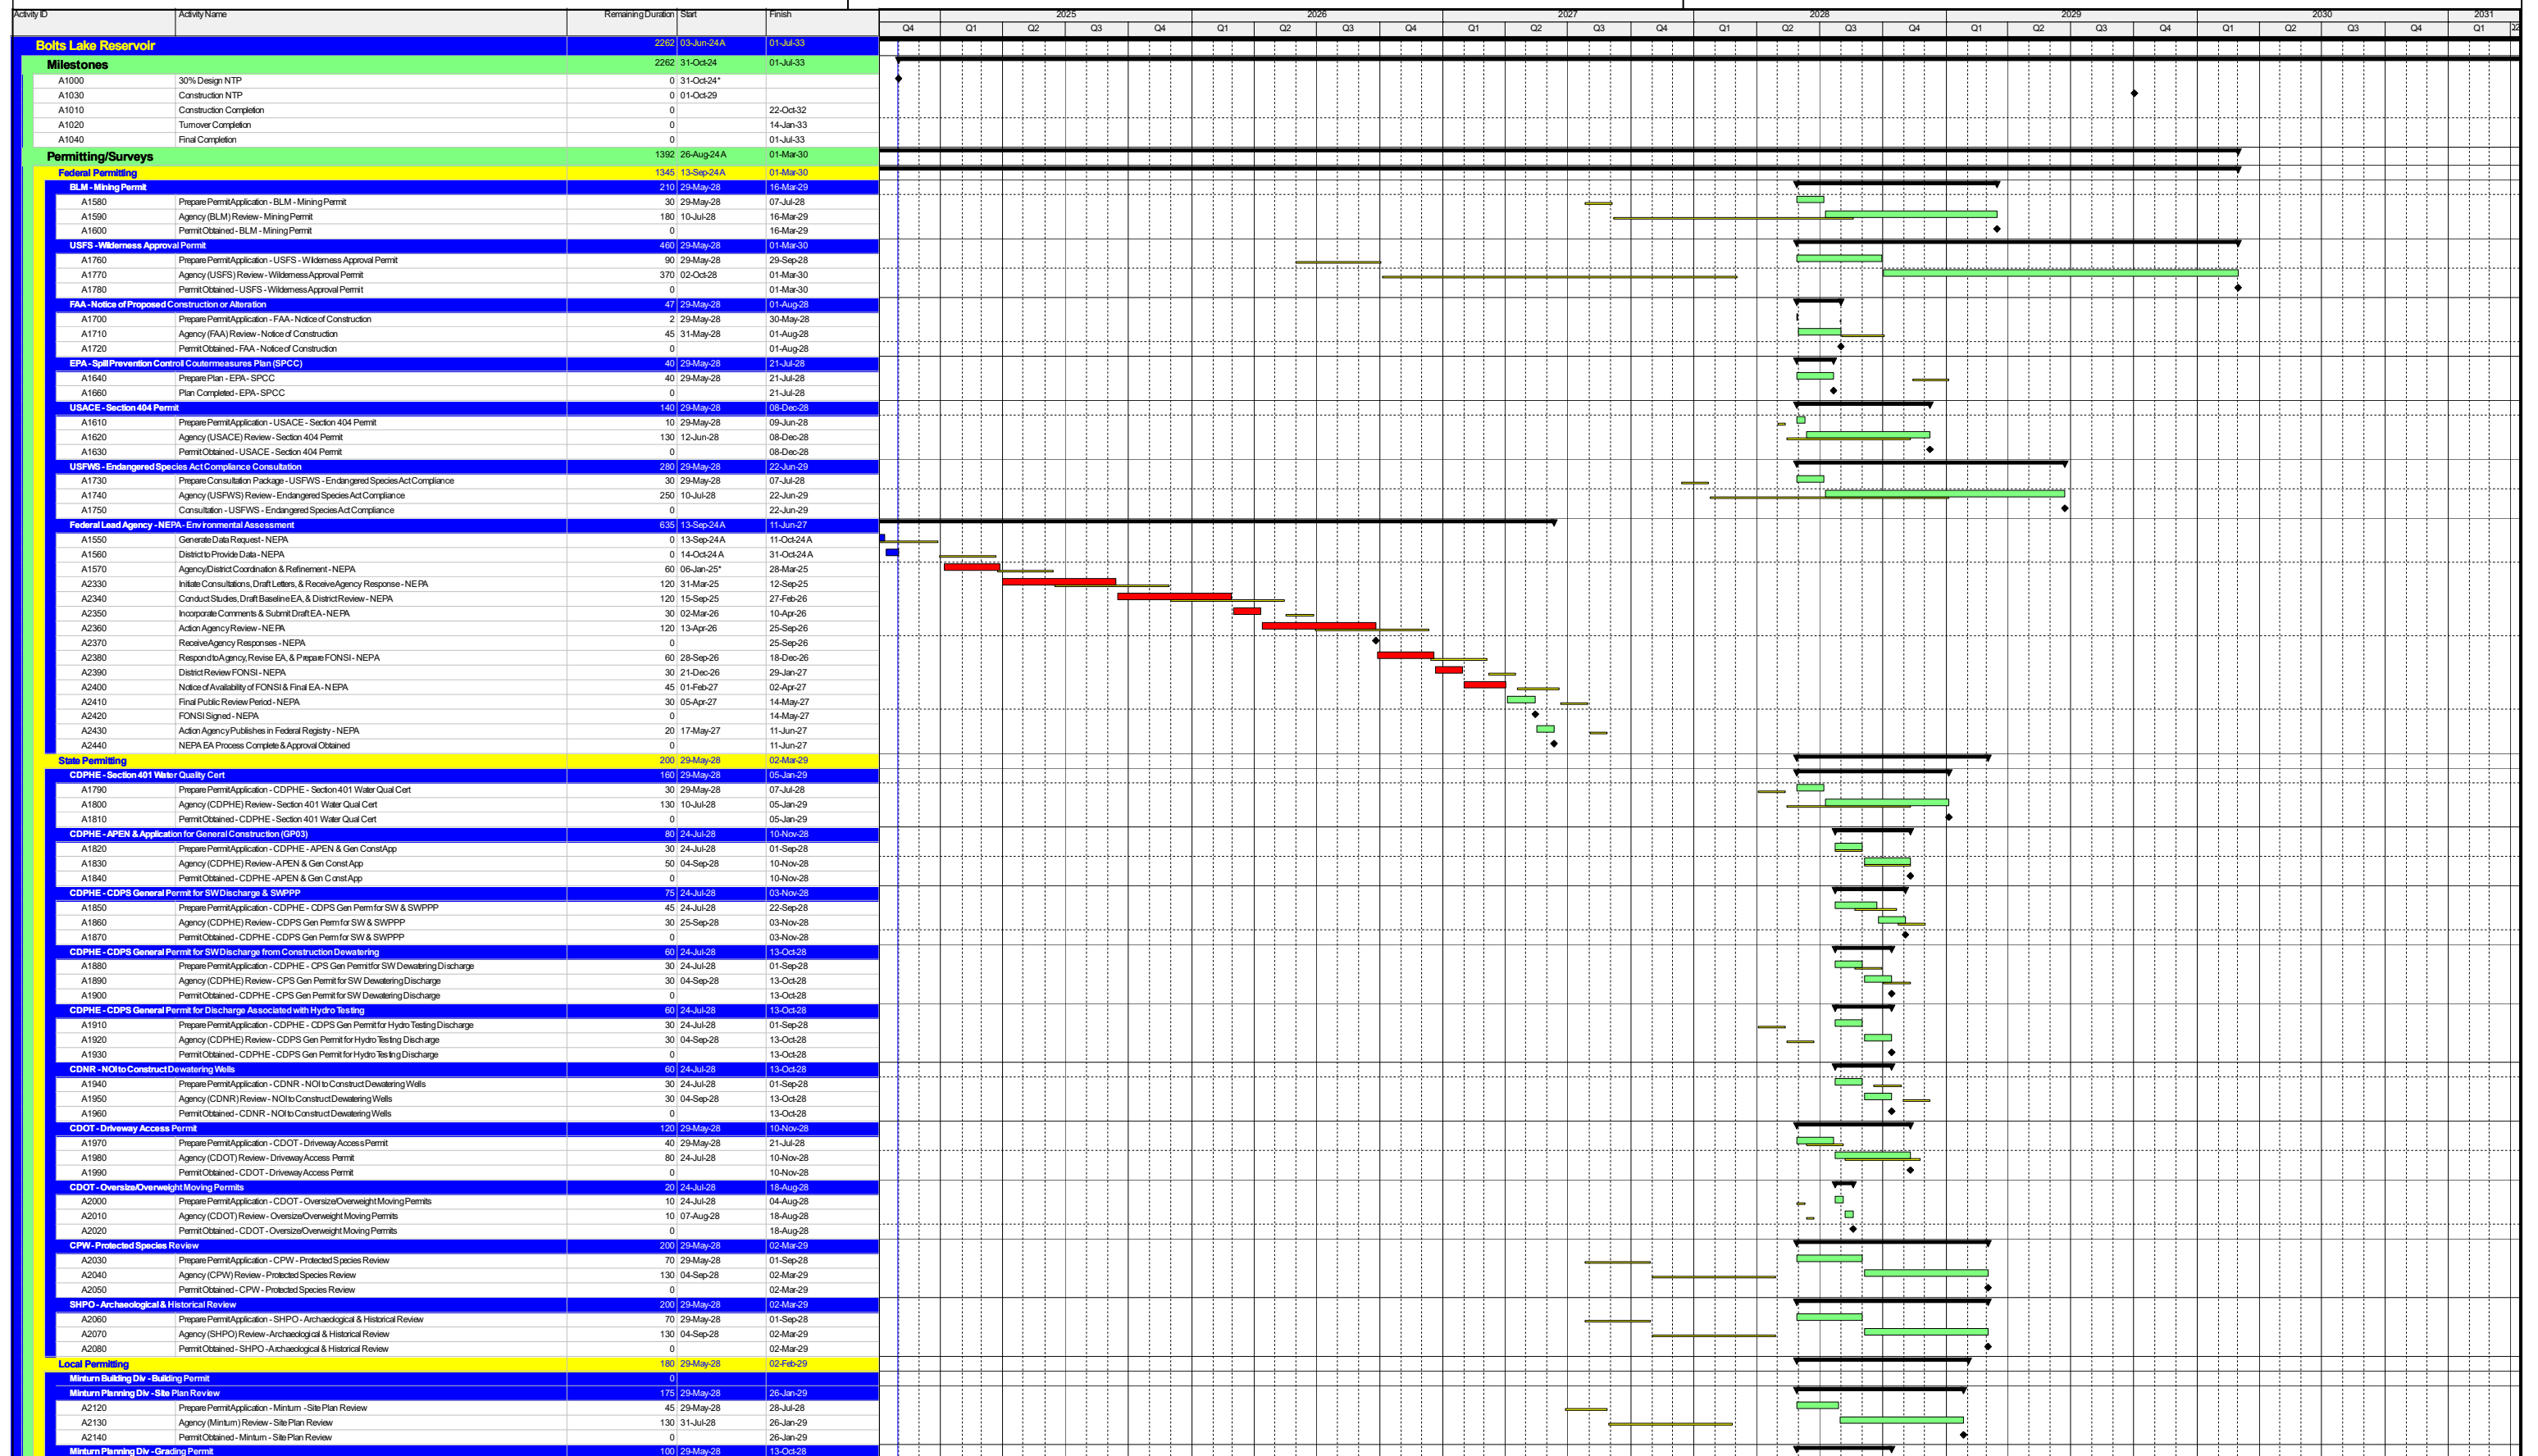 Activity ID Activity Name Remaining Duration Start Finish 2025 2026 2027 2028 2029 2030 2031
Q4 Q1 Q2 Q3 Q4 Q1 Q2 Q3 Q4 Q1 Q2 Q3 Q4 Q1 Q2 Q3 Q4 Q1 Q2 Q3 Q4 Q1 Q2 Q3 Q4 Q1
Bolts Lake Reservoir 2262 03-Jun-24 A 01-Jul-33
Milestones 2262 31-Oct-24 01-Jul-33
A1000 30% Design NTP 0 31-Oct-24*
A1030 Construction NTP 0 01-Oct-29
A1010 Construction Completion 0 22-Oct-32
A1020 Turnover Completion 0 14-Jan-33
A1040 Final Completion 0 01-Jul-33
Permitting/Surveys 1392 26-Aug-24 A 01-Mar-30
Federal Permitting 1345 13-Sep-24 A 01-Mar-30
BLM - Mining Permit 210 29-May-28 16-Mar-29
A1580 Prepare Permit Application - BLM - Mining Permit 30 29-May-28 07-Jul-28
A1590 Agency (BLM) Review - Mining Permit 180 10-Jul-28 16-Mar-29
A1600 Permit Obtained - BLM - Mining Permit 0 16-Mar-29
USFS - Wilderness Approval Permit 460 29-May-28 01-Mar-30
A1760 Prepare Permit Application - USFS - Wilderness Approval Permit 90 29-May-28 29-Sep-28
A1770 Agency (USFS) Review - Wilderness Approval Permit 370 02-Oct-28 01-Mar-30
A1780 Permit Obtained - USFS - Wilderness Approval Permit 0 01-Mar-30
FAA - Notice of Proposed Construction or Alteration 47 29-May-28 01-Aug-28
A1700 Prepare Permit Application - FAA - Notice of Construction 2 29-May-28 30-May-28
A1710 Agency (FAA) Review - Notice of Construction 45 31-May-28 01-Aug-28
A1720 Permit Obtained - FAA - Notice of Construction 0 01-Aug-28
EPA - Spill Prevention Controll Coutermeasures Plan (SPCC) 40 29-May-28 21-Jul-28
A1640 Prepare Plan - EPA - SPCC 40 29-May-28 21-Jul-28
A1660 Plan Completed - EPA - SPCC 0 21-Jul-28
USACE - Section 404 Permit 140 29-May-28 08-Dec-28
A1610 Prepare Permit Application - USACE - Section 404 Permit 10 29-May-28 09-Jun-28
A1620 Agency (USACE) Review - Section 404 Permit 130 12-Jun-28 08-Dec-28
A1630 Permit Obtained - USACE - Section 404 Permit 0 08-Dec-28
USFWS - Endangered Species Act Compliance Consultation 280 29-May-28 22-Jun-29
A1730 Prepare Consultation Package - USFWS - Endangered Species Act Compliance 30 29-May-28 07-Jul-28
A1740 Agency (USFWS) Review - Endangered Species Act Compliance 250 10-Jul-28 22-Jun-29
A1750 Consultation - USFWS - Endangered Species Act Compliance 0 22-Jun-29
Federal Lead Agency - NEPA- Environmental Assessment 635 13-Sep-24 A 11-Jun-27
A1550 Generate Data Request - NEPA 0 13-Sep-24 A 11-Oct-24 A
A1560 District to Provide Data - NEPA 0 14-Oct-24 A 31-Oct-24 A
A1570 Agency/District Coordination & Refinement - NEPA 60 06-Jan-25* 28-Mar-25
A2330 Initiate Consultations, Draft Letters, & Receive Agency Response - NEPA 120 31-Mar-25 12-Sep-25
A2340 Conduct Studies, Draft Baseline EA, & District Review - NEPA 120 15-Sep-25 27-Feb-26
A2350 Incorporate Comments & Submit Draft EA - NEPA 30 02-Mar-26 10-Apr-26
A2360 Action Agency Review - NEPA 120 13-Apr-26 25-Sep-26
A2370 Receive Agency Responses - NEPA 0 25-Sep-26
A2380 Respond to Agency, Revise EA, & Prepare FONSI - NEPA 60 28-Sep-26 18-Dec-26
A2390 District Review FONSI - NEPA 30 21-Dec-26 29-Jan-27
A2400 Notice of Availability of FONSI & Final EA - NEPA 45 01-Feb-27 02-Apr-27
A2410 Final Public Review Period - NEPA 30 05-Apr-27 14-May-27
A2420 FONSI Signed - NEPA 0 14-May-27
A2430 Action Agency Publishes in Federal Registry - NEPA 20 17-May-27 11-Jun-27
A2440 NEPA EA Process Complete & Approval Obtained 0 11-Jun-27
State Permitting 200 29-May-28 02-Mar-29
CDPHE - Section 401 Water Quality Cert 160 29-May-28 05-Jan-29
A1790 Prepare Permit Application - CDPHE - Section 401 Water Qual Cert 30 29-May-28 07-Jul-28
A1800 Agency (CDPHE) Review - Section 401 Water Qual Cert 130 10-Jul-28 05-Jan-29
A1810 Permit Obtained - CDPHE - Section 401 Water Qual Cert 0 05-Jan-29
CDPHE - APEN & Application for General Construction (GP03) 80 24-Jul-28 10-Nov-28
A1820 Prepare Permit Application - CDPHE - APEN & Gen Const App 30 24-Jul-28 01-Sep-28
A1830 Agency (CDPHE) Review - APEN & Gen Const App 50 04-Sep-28 10-Nov-28
A1840 Permit Obtained - CDPHE - APEN & Gen Const App 0 10-Nov-28
CDPHE - CDPS General Permit for SW Discharge & SWPPP 75 24-Jul-28 03-Nov-28
A1850 Prepare Permit Application - CDPHE - CDPS Gen Perm for SW & SWPPP 45 24-Jul-28 22-Sep-28
A1860 Agency (CDPHE) Review - CDPS Gen Perm for SW & SWPPP 30 25-Sep-28 03-Nov-28
A1870 Permit Obtained - CDPHE - CDPS Gen Perm for SW & SWPPP 0 03-Nov-28
CDPHE - CDPS General Permit for SW Discharge from Construction Dewatering 60 24-Jul-28 13-Oct-28
A1880 Prepare Permit Application - CDPHE - CPS Gen Permit for SW Dewatering Discharge 30 24-Jul-28 01-Sep-28
A1890 Agency (CDPHE) Review - CPS Gen Permit for SW Dewatering Discharge 30 04-Sep-28 13-Oct-28
A1900 Permit Obtained - CDPHE - CPS Gen Permit for SW Dewatering Discharge 0 13-Oct-28
CDPHE - CDPS General Permit for Discharge Associated with Hydro Testing 60 24-Jul-28 13-Oct-28
A1910 Prepare Permit Application - CDPHE - CDPS Gen Permit for Hydro Testing Discharge 30 24-Jul-28 01-Sep-28
A1920 Agency (CDPHE) Review - CDPS Gen Permit for Hydro Testing Discharge 30 04-Sep-28 13-Oct-28
A1930 Permit Obtained - CDPHE - CDPS Gen Permit for Hydro Testing Discharge 0 13-Oct-28
CDNR - NOI to Construct Dewatering Wells 60 24-Jul-28 13-Oct-28
A1940 Prepare Permit Application - CDNR - NOI to Construct Dewatering Wells 30 24-Jul-28 01-Sep-28
A1950 Agency (CDNR) Review - NOI to Construct Dewatering Wells 30 04-Sep-28 13-Oct-28
A1960 Permit Obtained - CDNR - NOI to Construct Dewatering Wells 0 13-Oct-28
CDOT - Driveway Access Permit 120 29-May-28 10-Nov-28
A1970 Prepare Permit Application - CDOT - Driveway Access Permit 40 29-May-28 21-Jul-28
A1980 Agency (CDOT) Review - Driveway Access Permit 80 24-Jul-28 10-Nov-28
A1990 Permit Obtained - CDOT - Driveway Access Permit 0 10-Nov-28
CDOT - Oversize/Overweight Moving Permits 20 24-Jul-28 18-Aug-28
A2000 Prepare Permit Application - CDOT - Oversize/Overweight Moving Permits 10 24-Jul-28 04-Aug-28
A2010 Agency (CDOT) Review - Oversize/Overweight Moving Permits 10 07-Aug-28 18-Aug-28
A2020 Permit Obtained - CDOT - Oversize/Overweight Moving Permits 0 18-Aug-28
CPW - Protected Species Review 200 29-May-28 02-Mar-29
A2030 Prepare Permit Application - CPW - Protected Species Review 70 29-May-28 01-Sep-28
A2040 Agency (CPW) Review - Protected Species Review 130 04-Sep-28 02-Mar-29
A2050 Permit Obtained - CPW - Protected Species Review 0 02-Mar-29
SHPO - Archaeological & Historical Review 200 29-May-28 02-Mar-29
A2060 Prepare Permit Application - SHPO - Archaeological & Historical Review 70 29-May-28 01-Sep-28
A2070 Agency (SHPO) Review - Archaeological & Historical Review 130 04-Sep-28 02-Mar-29
A2080 Permit Obtained - SHPO - Archaeological & Historical Review 0 02-Mar-29
Local Permitting 180 29-May-28 02-Feb-29
Minturn Building Div - Building Permit 0
Minturn Planning Div - Site Plan Review 175 29-May-28 26-Jan-29
A2120 Prepare Permit Application - Minturn - Site Plan Review 45 29-May-28 28-Jul-28
A2130 Agency (Minturn) Review - Site Plan Review 130 31-Jul-28 26-Jan-29
A2140 Permit Obtained - Minturn - Site Plan Review 0 26-Jan-29
Minturn Planning Div - Grading Permit 100 29-May-28 13-Oct-28